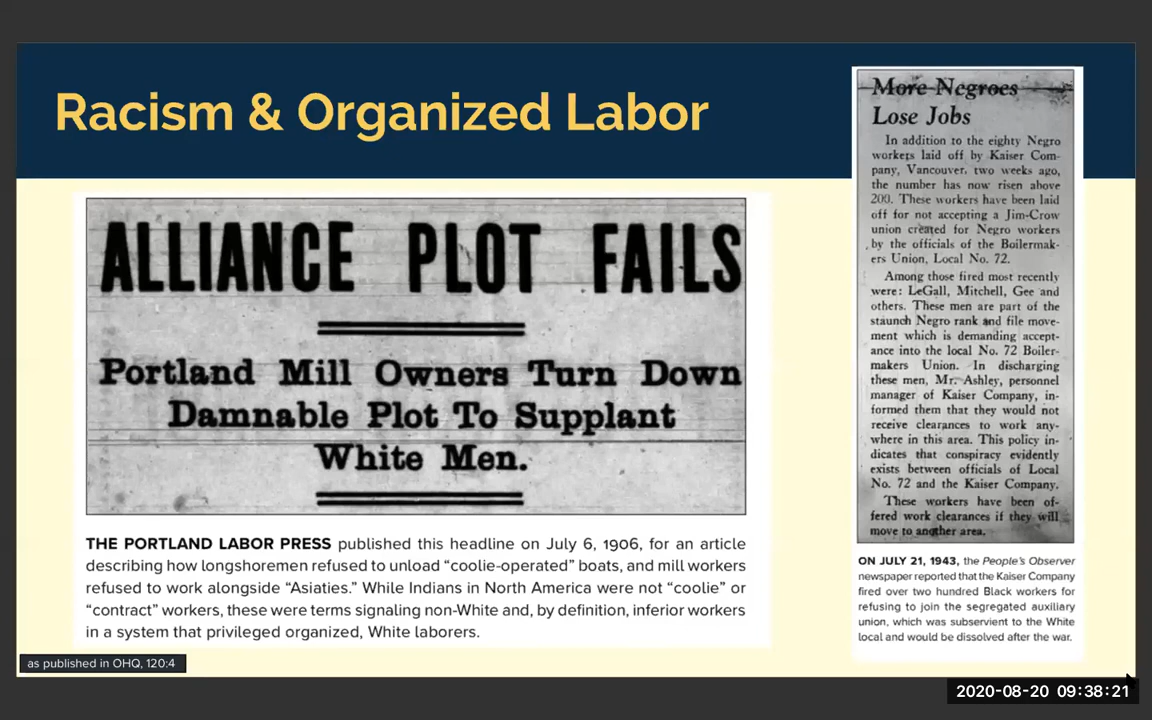 Racism & Organized Labor
ALLIANCE PLOT FAILS
Portland Mill Owners Turn Down
Damnable Plot To Supplant
White Men.
THE PORTLAND LABOR PRESS published this headline on July 6, 1906, for an article
describing how longshoremen refused to unload “coolie-operated” boats, and mill workers
refused to work alongside “Asiaties.” While Indians in North America were not “coolie” or
“contract” workers, these were terms signaling non-White and, by definition, inferior workers
in a system that privileged organized, White laborers.
as published in OHQ, 120:4
More Negroes
Lose Jobs
In addition to the eighty Negro
workers laid off by Kaiser Com-
pany, Vancouver, two weeks ago,
the number has now risen above
200. These workers have been laid
off for not accepting a Jim-Crow
union created for Negro workers
by the officials of the Boilermak-
ers Union, Local No. 72.
Among those fired most recently
were: LeGall, Mitchell, Gee and
others. These men are part of the
staunch Negro rank and file move-
ment which is demanding accept-
ance into the local No. 72 Boiler-
makers Union. In discharging
these men, Mr. Ashley, personnel
manager of Kaiser Company, in-
formed them that they would not
receive clearances to work any-
where in this area. This policy in-
dicates that conspiracy evidently
exists between officials of Local
No. 72 and the Kaiser Company.
These workers have been of-
fered work clearances if they will
move to another area.
ON JULY 21, 1943, the People's Observer
newspaper reported that the Kaiser Company
fired over two hundred Black workers for
refusing to join the segregated auxiliary
union, which was subservient to the White
local and would be dissolved after the war.
2020-08-20 09:38:21